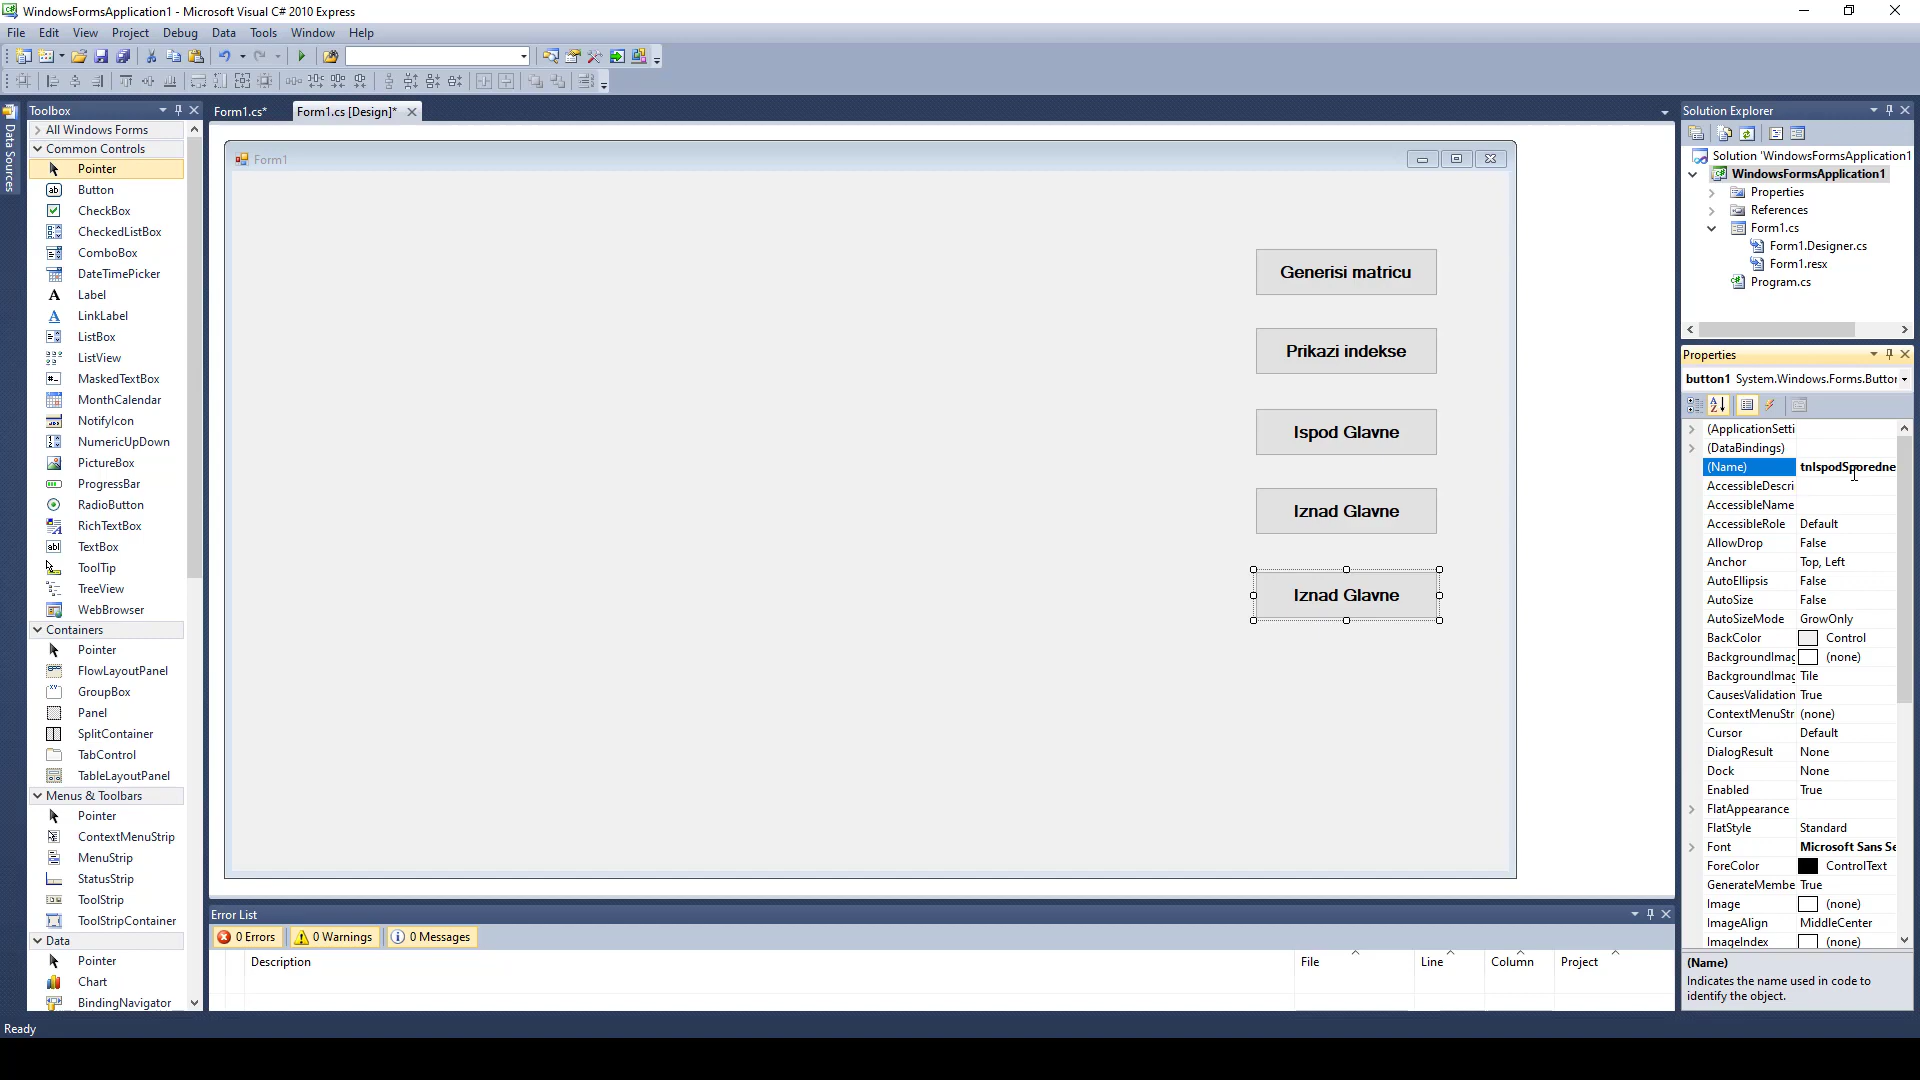 WindowsFormsApplication1 - Microsoft Visual C# 2010 Express
File Edit View Project Debug Data Tools Window Help
Data Sources
Toolbox
All Windows Forms
Common Controls
Pointer
Button
CheckBox
CheckedListBox
ComboBox
DateTimePicker
Label
LinkLabel
ListBox
ListView
MaskedTextBox
MonthCalendar
NotifyIcon
NumericUpDown
PictureBox
ProgressBar
RadioButton
RichTextBox
TextBox
ToolTip
TreeView
WebBrowser
Containers
Pointer
FlowLayoutPanel
GroupBox
Panel
SplitContainer
TabControl
TableLayoutPanel
Menus & Toolbars
Pointer
ContextMenuStrip
MenuStrip
StatusStrip
ToolStrip
ToolStripContainer
Data
Pointer
Chart
BindingNavigator
Form1.cs*
Form1.cs [Design]*
Form1
Generisi matricu
Prikazi indekse
Ispod Glavne
Iznad Glavne
Iznad Glavne
Error List
0 Errors 0 Warnings 0 Messages
Description File Line Column Project
Solution Explorer
Solution 'WindowsFormsApplication1'
WindowsFormsApplication1
Properties
References
Form1.cs
Form1.Designer.cs
Form1.resx
Program.cs
Properties
button1 System.Windows.Forms.Button
(ApplicationSetti
(DataBindings)
(Name) tnIspodSporedne
AccessibleDescri
AccessibleName
AccessibleRole Default
AllowDrop False
Anchor Top, Left
AutoEllipsis False
AutoSize False
AutoSizeMode GrowOnly
BackColor Control
BackgroundImag (none)
BackgroundImag Tile
CausesValidation True
ContextMenuStr (none)
Cursor Default
DialogResult None
Dock None
Enabled True
FlatAppearance
FlatStyle Standard
Font Microsoft Sans Se
ForeColor ControlText
GenerateMembe True
Image (none)
ImageAlign MiddleCenter
ImageIndex (none)
(Name)
Indicates the name used in code to
identify the object.
Ready